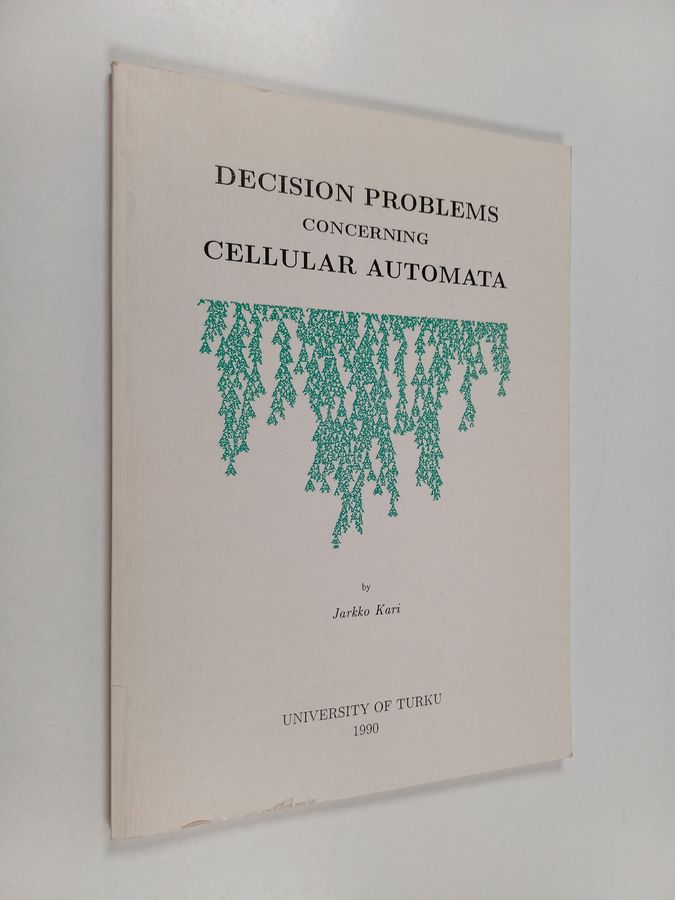 DECISION PROBLEMS
CONCERNING
CELLULAR AUTOMATA
by
Jarkko Kari
UNIVERSITY OF TURKU
1990